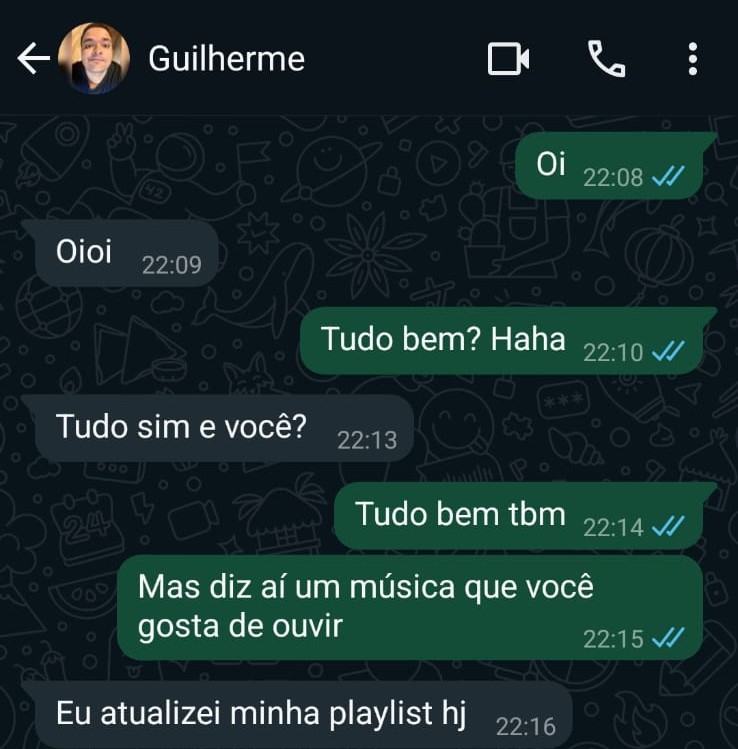 Guilherme
Oi 22:08
Oioi 22:09
Tudo bem? Haha 22:10
Tudo sim e você? 22:13
Tudo bem tbm 22:14
Mas diz aí um música que você
gosta de ouvir 22:15
Eu atualizei minha playlist hj 22:16